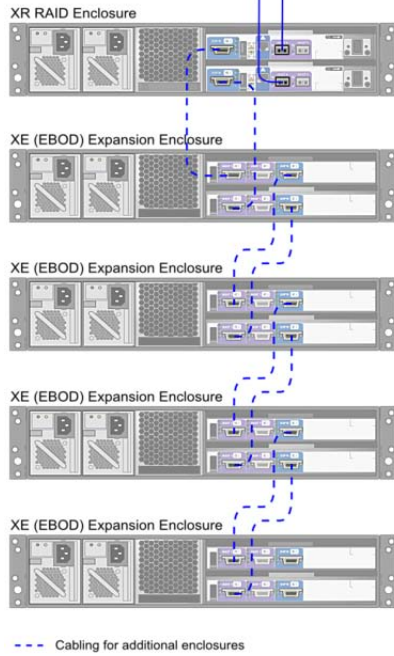 XR RAID Enclosure
XE (EBOD) Expansion Enclosure
XE (EBOD) Expansion Enclosure
XE (EBOD) Expansion Enclosure
XE (EBOD) Expansion Enclosure
Cabling for additional enclosures